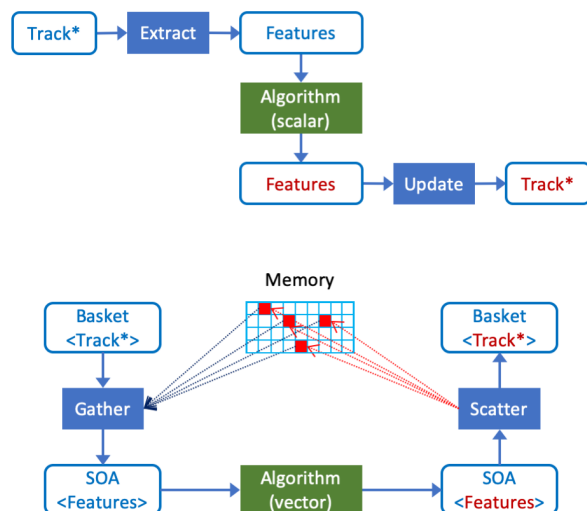 Track*
Extract
Features
Algorithm
(scalar)
Features
Update
Track*
Memory
Basket
<Track*>
Basket
<Track*>
Gather
Scatter
SOA
<Features>
Algorithm
(vector)
SOA
<Features>